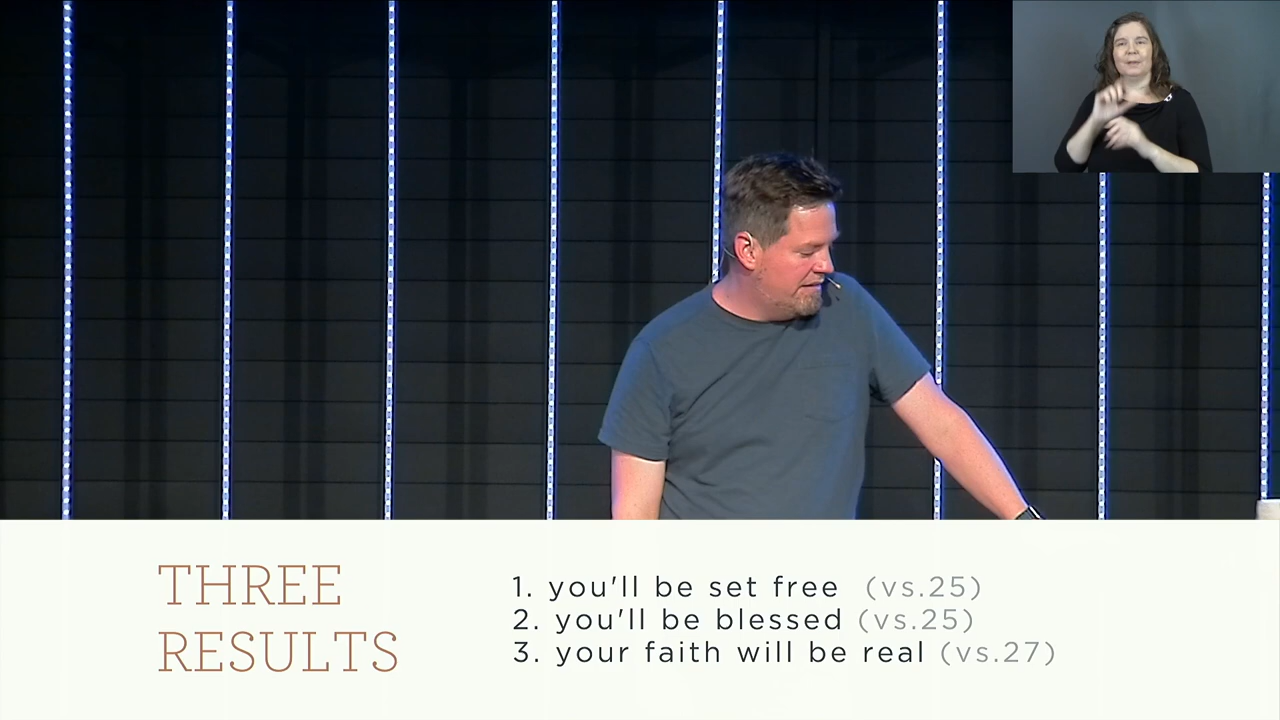 THREE
RESULTS
1. you'll be set free (vs.25)
2. you'll be blessed (vs.25)
3. your faith will be real (vs.27)